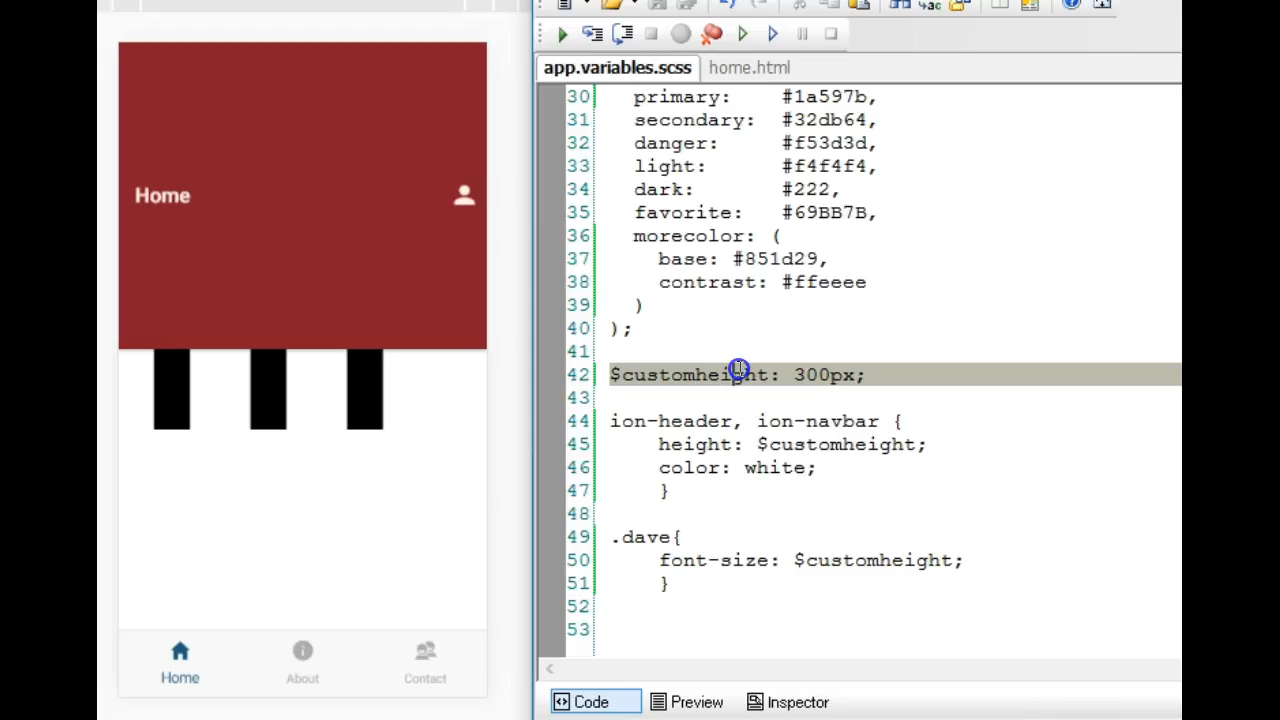 Home
Home
About
Contact
app.variables.scss
home.html
30 primary: #1a597b,
31 secondary: #32db64,
32 danger: #f53d3d,
33 light: #f4f4f4,
34 dark: #222,
35 favorite: #69BB7B,
36 morecolor: (
37 base: #851d29,
38 contrast: #ffeeee
39 )
40 );
41
42 $customheight: 300px;
43
44 ion-header, ion-navbar {
45 height: $customheight;
46 color: white;
47 }
48
49 .dave{
50 font-size: $customheight;
51 }
52
53
Code
Preview
Inspector